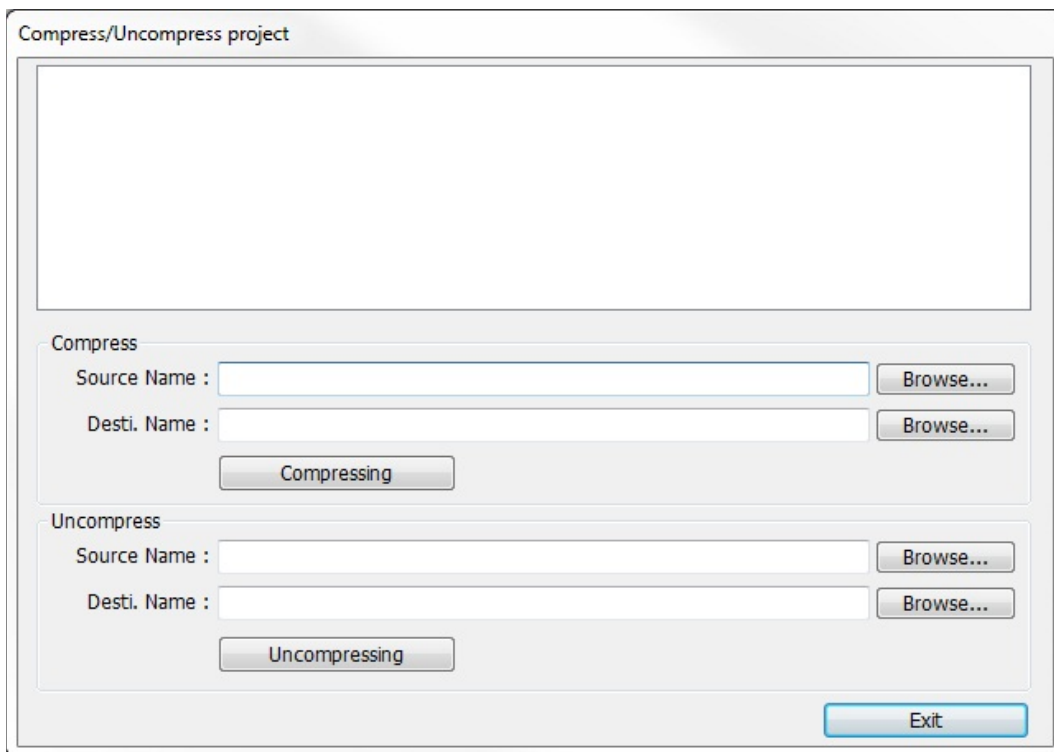 Compress/Uncompress project
Compress
Source Name : Browse...
Desti. Name : Browse...
Compressing
Uncompress
Source Name : Browse...
Desti. Name : Browse...
Uncompressing
Exit